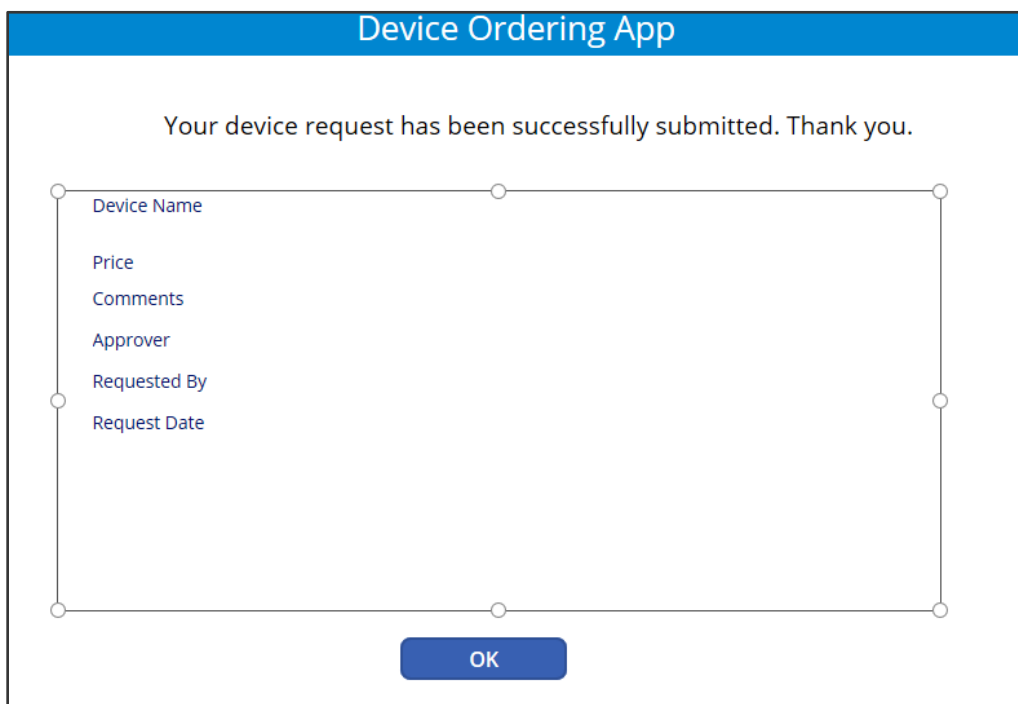 Device Ordering App
Your device request has been successfully submitted. Thank you.
Device Name
Price
Comments
Approver
Requested By
Request Date
OK